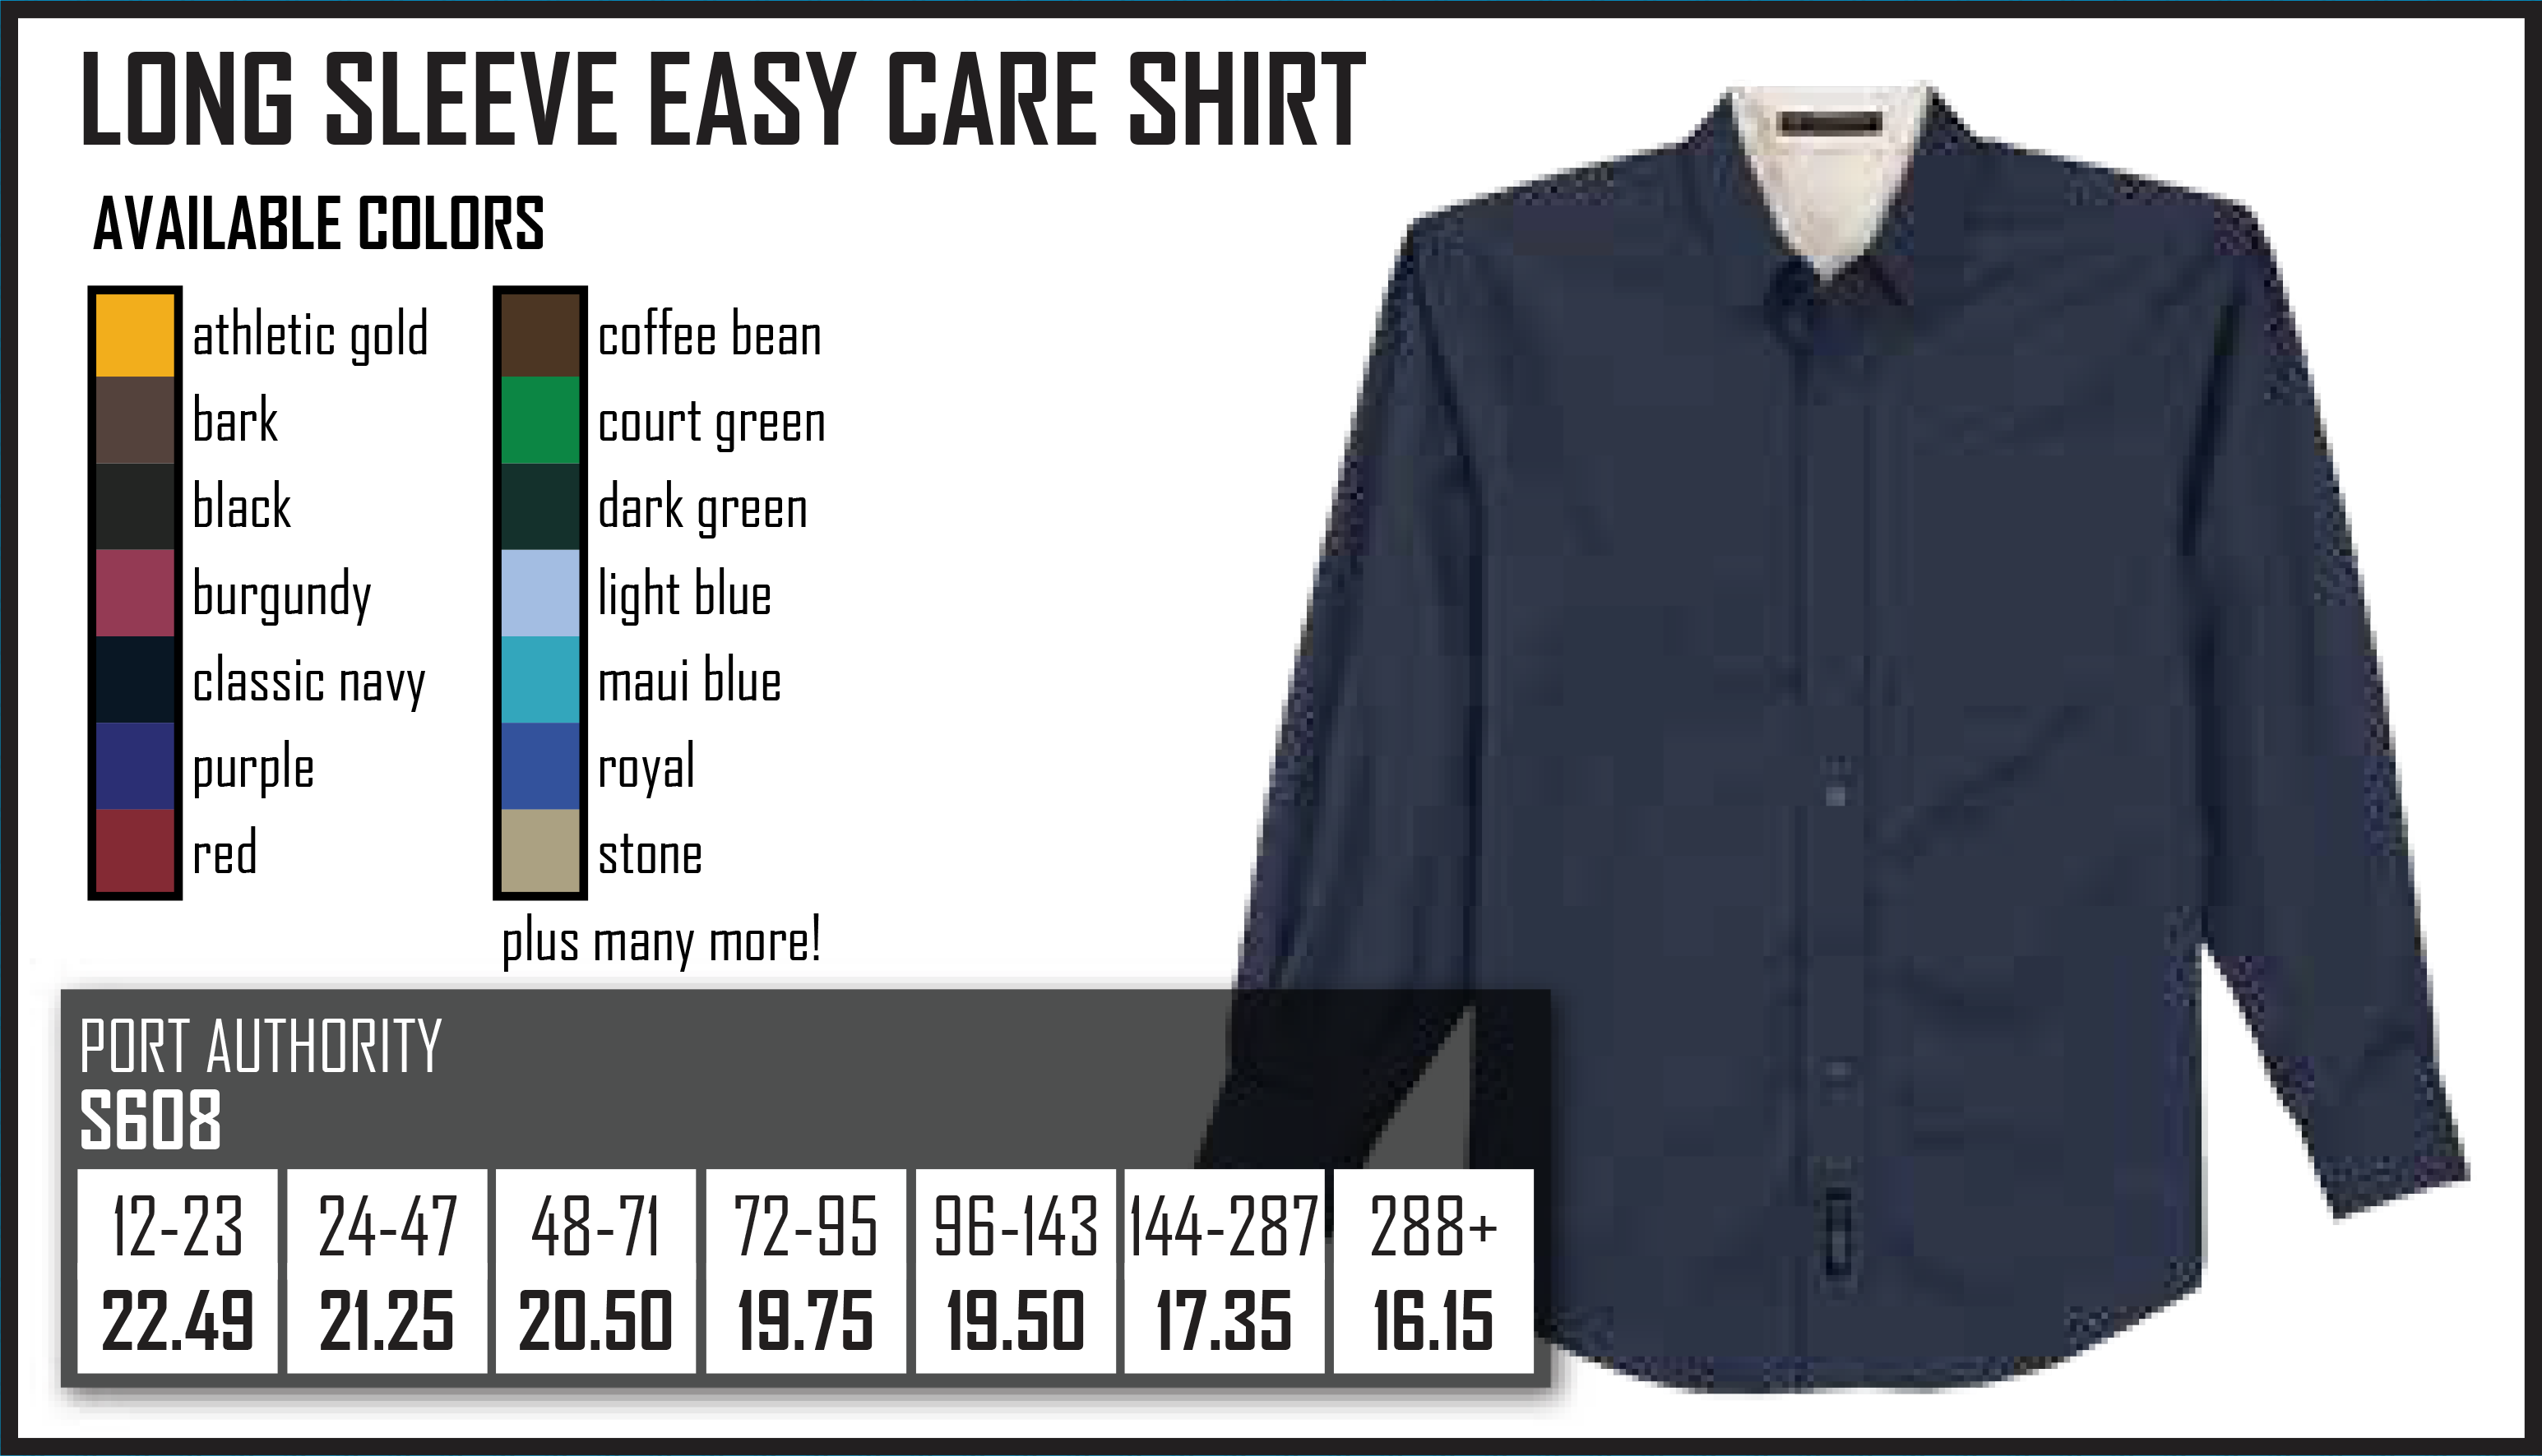 LONG SLEEVE EASY CARE SHIRT
AVAILABLE COLORS
athletic gold
bark
black
burgundy
classic navy
purple
red
coffee bean
court green
dark green
light blue
maui blue
royal
stone
plus many more!
PORT AUTHORITY
S608
12-23 24-47 48-71 72-95 96-143 144-287 288+
22.49 21.25 20.50 19.75 19.50 17.35 16.15